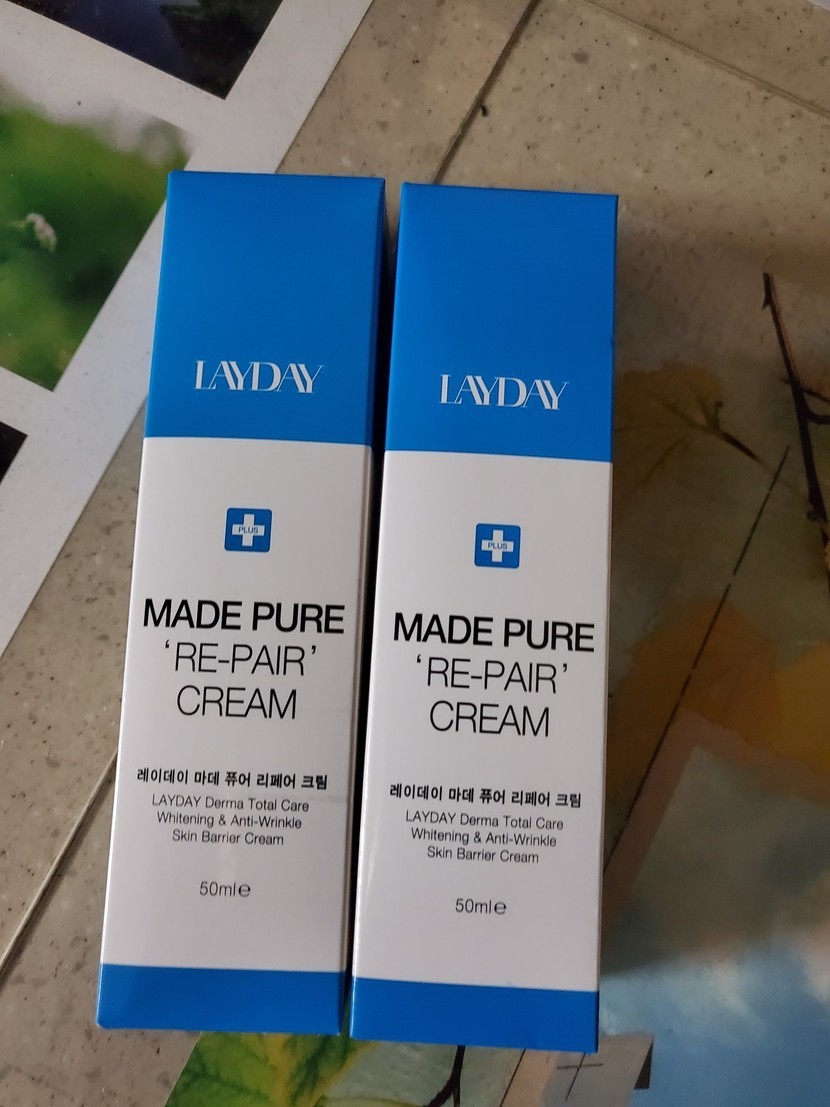 LAYDAY
PLUS
MADE PURE
‘RE-PAIR’
CREAM
레이데이 마데 퓨어 리페어 크림
LAYDAY Derma Total Care
Whitening & Anti-Wrinkle
Skin Barrier Cream
50ml℮
LAYDAY
PLUS
MADE PURE
‘RE-PAIR’
CREAM
레이데이 마데 퓨어 리페어 크림
LAYDAY Derma Total Care
Whitening & Anti-Wrinkle
Skin Barrier Cream
50ml℮